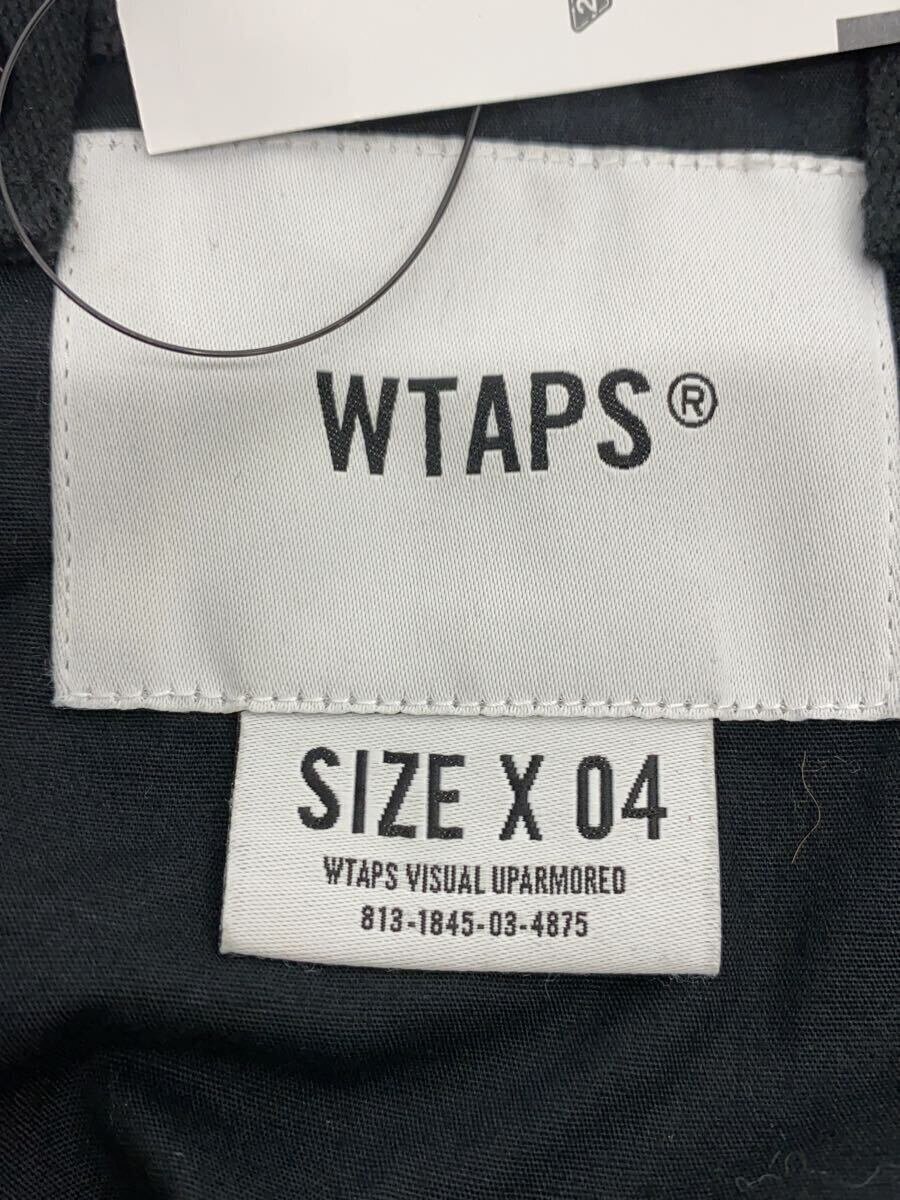 WTAPS®
SIZE X 04
WTAPS VISUAL UPARMORED
813-1845-03-4875